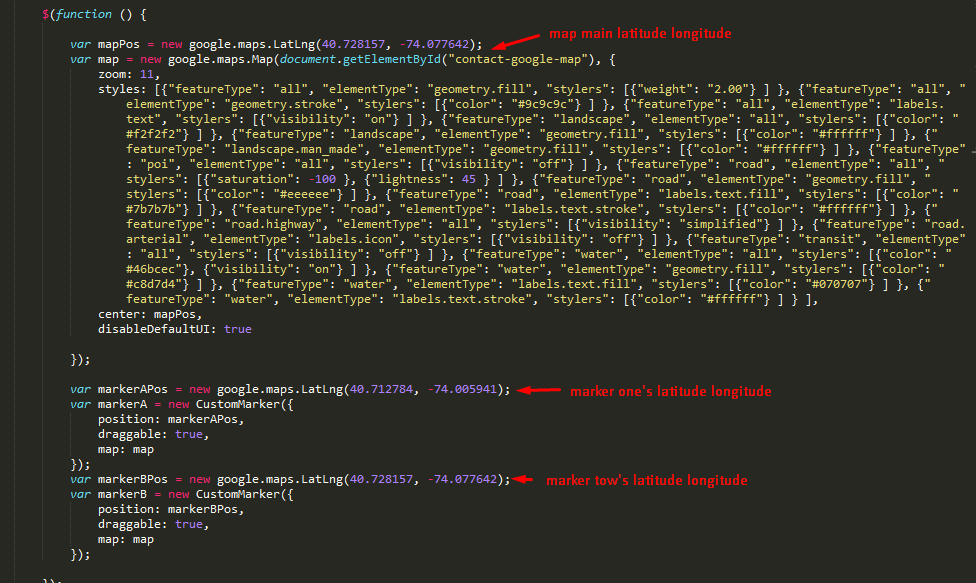 $(function () {
var mapPos = new google.maps.LatLng(40.728157, -74.077642);
map main latitude longitude
var map = new google.maps.Map(document.getElementById("contact-google-map"), {
zoom: 11,
styles: [{"featureType": "all", "elementType": "geometry.fill", "stylers": [{"weight": "2.00"} ] }, {"featureType": "all", "
elementType": "geometry.stroke", "stylers": [{"color": "#9c9c9c"} ] }, {"featureType": "all", "elementType": "labels.
text", "stylers": [{"visibility": "on"} ] }, {"featureType": "landscape", "elementType": "all", "stylers": [{"color": "
#f2f2f2"} ] }, {"featureType": "landscape", "elementType": "geometry.fill", "stylers": [{"color": "#ffffff"} ] }, {"
featureType": "landscape.man_made", "elementType": "geometry.fill", "stylers": [{"color": "#ffffff"} ] }, {"featureType"
: "poi", "elementType": "all", "stylers": [{"visibility": "off"} ] }, {"featureType": "road", "elementType": "all", "
stylers": [{"saturation": -100 }, {"lightness": 45 } ] }, {"featureType": "road", "elementType": "geometry.fill", "
stylers": [{"color": "#eeeeee"} ] }, {"featureType": "road", "elementType": "labels.text.fill", "stylers": [{"color": "
#7b7b7b"} ] }, {"featureType": "road", "elementType": "labels.text.stroke", "stylers": [{"color": "#ffffff"} ] }, {"
featureType": "road.highway", "elementType": "all", "stylers": [{"visibility": "simplified"} ] }, {"featureType": "road.
arterial", "elementType": "labels.icon", "stylers": [{"visibility": "off"} ] }, {"featureType": "transit", "elementType"
: "all", "stylers": [{"visibility": "off"} ] }, {"featureType": "water", "elementType": "all", "stylers": [{"color": "
#46bcec"}, {"visibility": "on"} ] }, {"featureType": "water", "elementType": "geometry.fill", "stylers": [{"color": "
#c8d7d4"} ] }, {"featureType": "water", "elementType": "labels.text.fill", "stylers": [{"color": "#070707"} ] }, {"
featureType": "water", "elementType": "labels.text.stroke", "stylers": [{"color": "#ffffff"} ] } ],
center: mapPos,
disableDefaultUI: true
});
var markerAPos = new google.maps.LatLng(40.712784, -74.005941);
marker one's latitude longitude
var markerA = new CustomMarker({
position: markerAPos,
draggable: true,
map: map
});
var markerBPos = new google.maps.LatLng(40.728157, -74.077642);
marker tow's latitude longitude
var markerB = new CustomMarker({
position: markerBPos,
draggable: true,
map: map
});
});